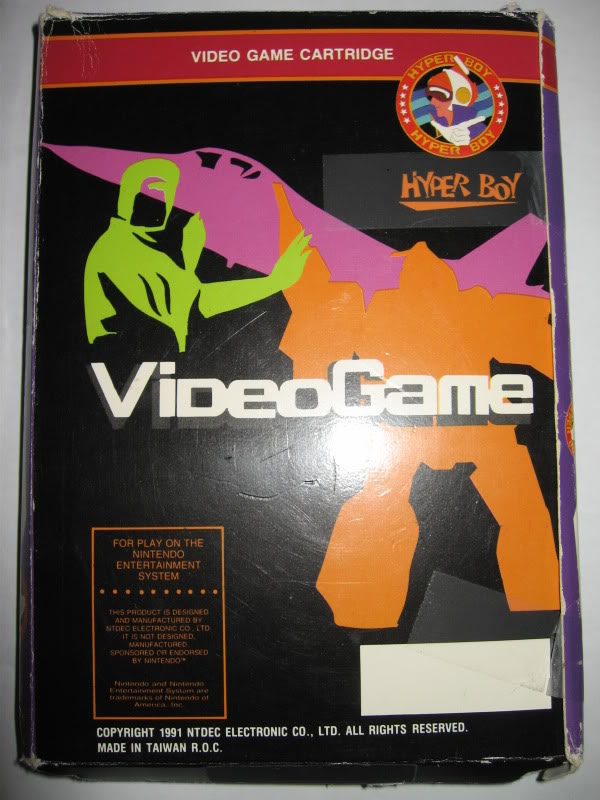 VIDEO GAME CARTRIDGE
HYPER BOY
HYPER BOY
HYPER BOY
VideoGame
FOR PLAY ON THE
NINTENDO
ENTERTAINMENT
SYSTEM
THIS PRODUCT IS DESIGNED
AND MANUFACTURED BY
NTDEC ELECTRONIC CO., LTD.
IT IS NOT DESIGNED,
MANUFACTURED,
SPONSORED OR ENDORSED
BY NINTENDO™
Nintendo and Nintendo
Entertainment System are
trademarks of Nintendo of
America, Inc.
COPYRIGHT 1991 NTDEC ELECTRONIC CO., LTD. ALL RIGHTS RESERVED.
MADE IN TAIWAN R.O.C.